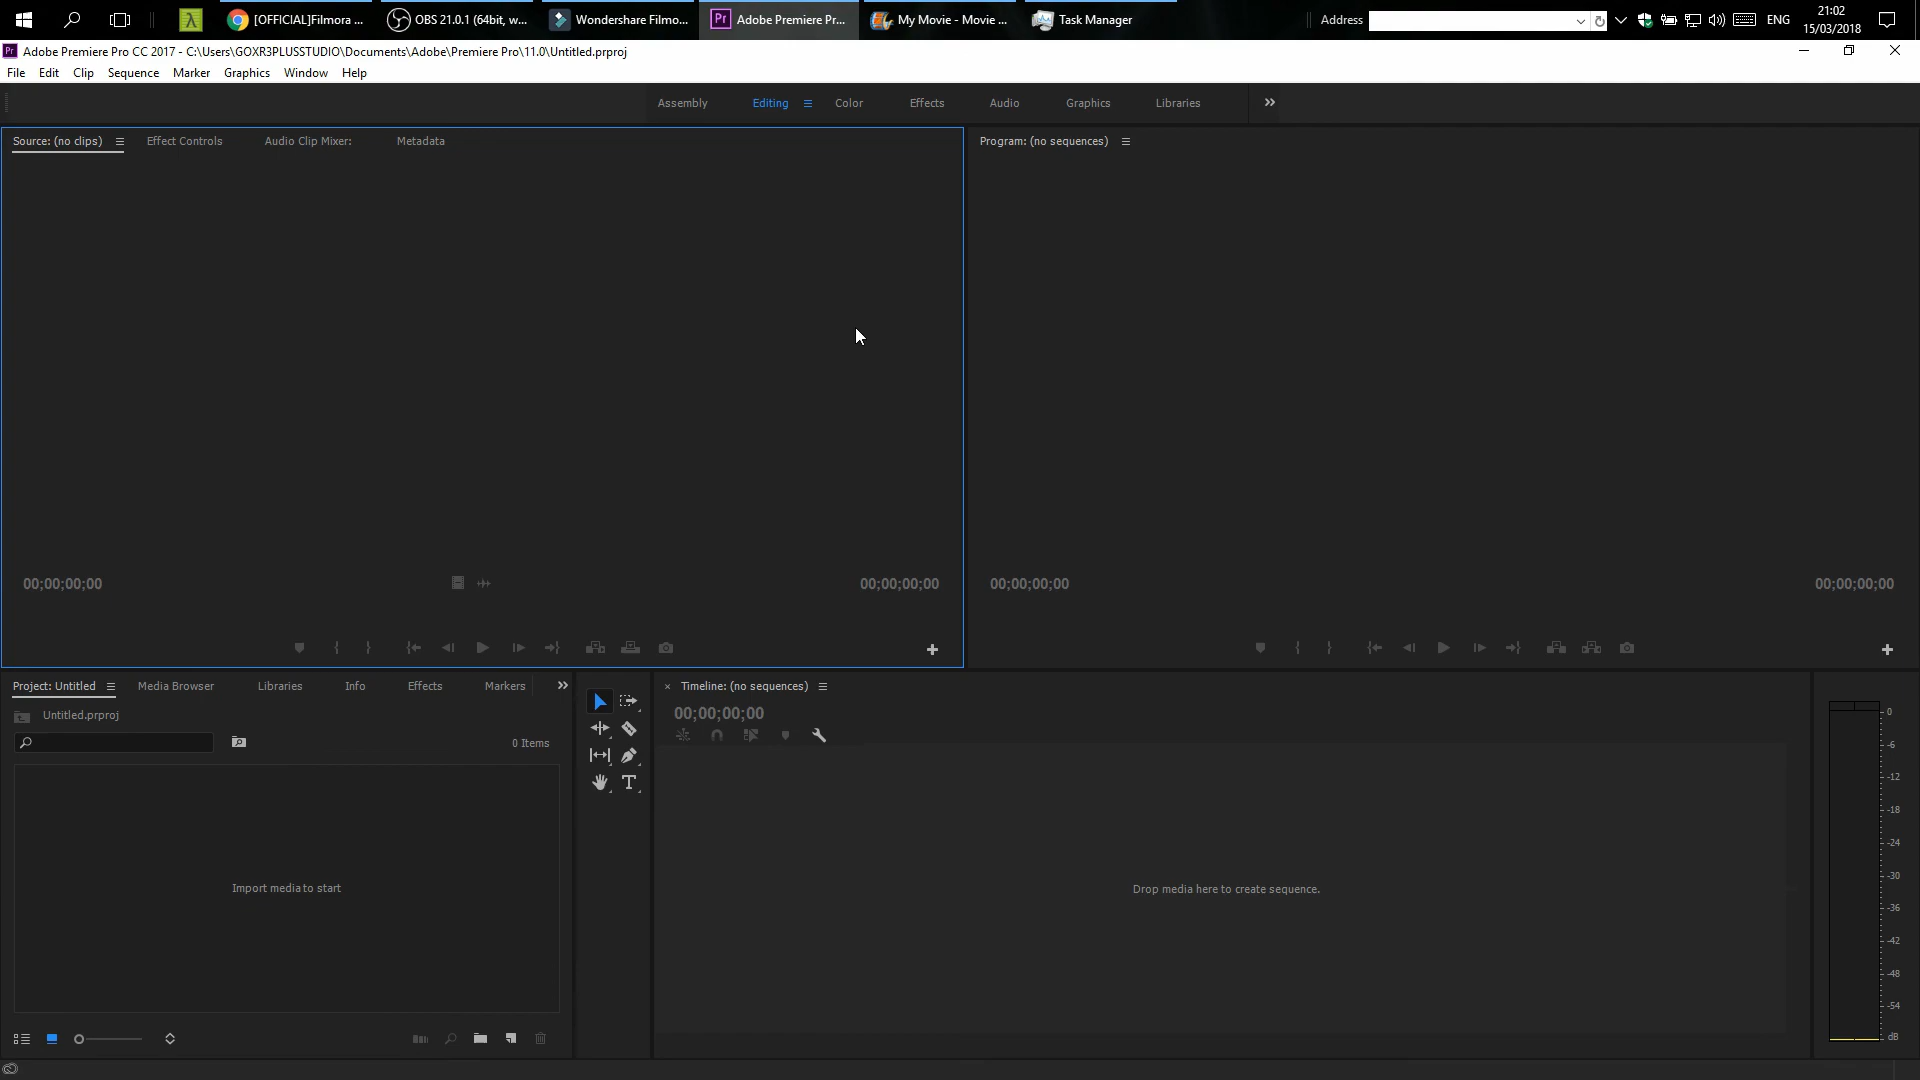 [OFFICIAL]Filmora ...
OBS 21.0.1 (64bit, w...
Wondershare Filmo...
Pr Adobe Premiere Pr...
My Movie - Movie ...
Task Manager
Address
ENG
21:02
15/03/2018
Pr Adobe Premiere Pro CC 2017 - C:\Users\GOXR3PLUSSTUDIO\Documents\Adobe\Premiere Pro\11.0\Untitled.prproj
File Edit Clip Sequence Marker Graphics Window Help
Assembly Editing Color Effects Audio Graphics Libraries
Source: (no clips) Effect Controls Audio Clip Mixer: Metadata
Program: (no sequences)
00;00;00;00 00;00;00;00
00;00;00;00 00;00;00;00
Project: Untitled Media Browser Libraries Info Effects Markers
Untitled.prproj
0 Items
Import media to start
Timeline: (no sequences)
00;00;00;00
Drop media here to create sequence.
0
-6
-12
-18
-24
-30
-36
-42
-48
-54
dB